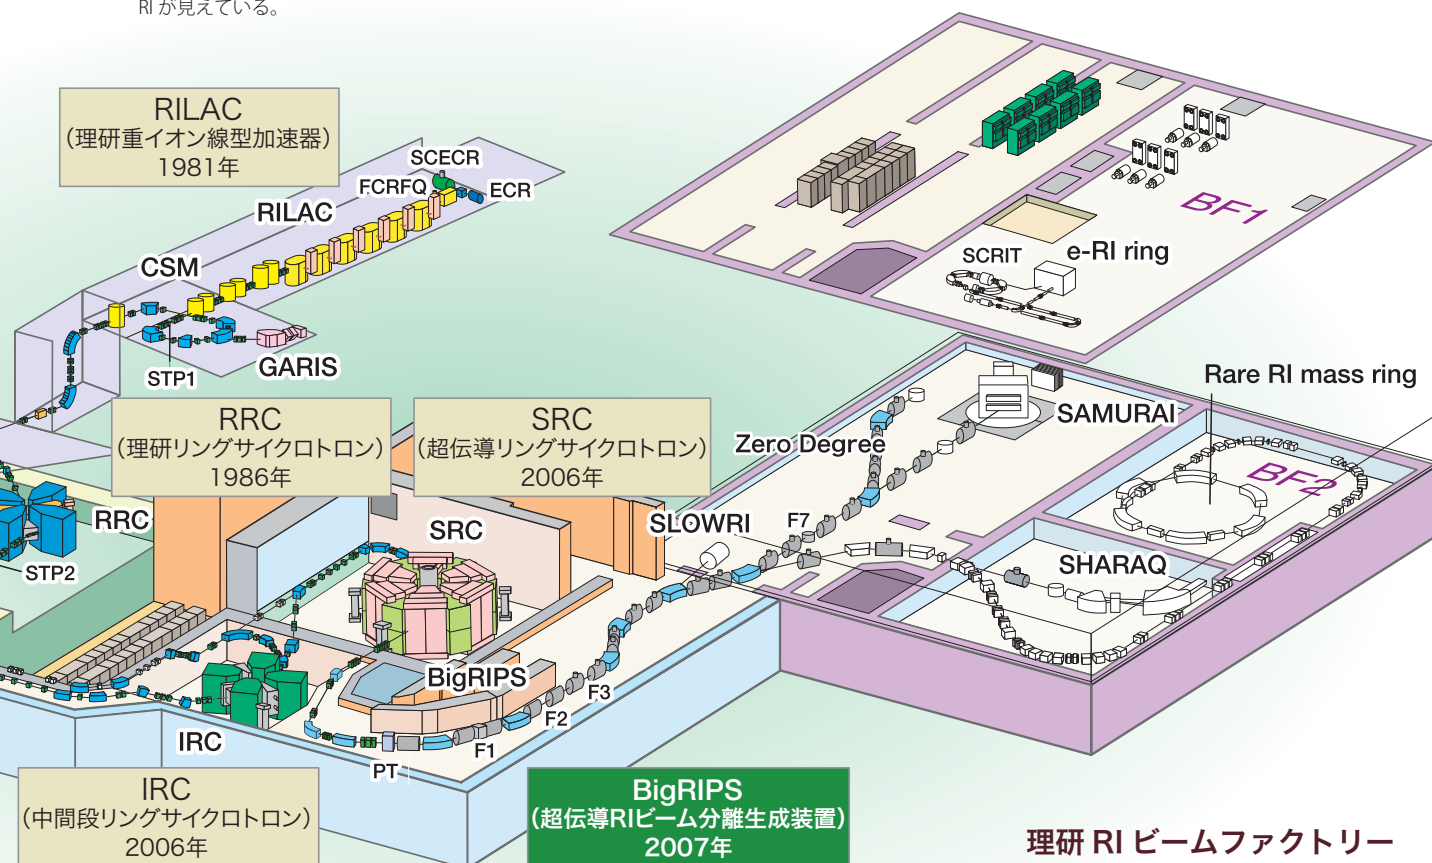 RI が見えている。
RILAC
(理研重イオン線型加速器)
1981年
SCECR
FCRFQ
ECR
RILAC
CSM
STP1
GARIS
BF1
SCRIT
e-RI ring
RRC
(理研リングサイクロトロン)
1986年
SRC
(超伝導リングサイクロトロン)
2006年
Rare RI mass ring
SAMURAI
Zero Degree
BF2
RRC
STP2
SRC
SLOWRI
F7
SHARAQ
BigRIPS
F3
F2
F1
PT
IRC
IRC
(中間段リングサイクロトロン)
2006年
BigRIPS
(超伝導RIビーム分離生成装置)
2007年
理研 RI ビームファクトリー